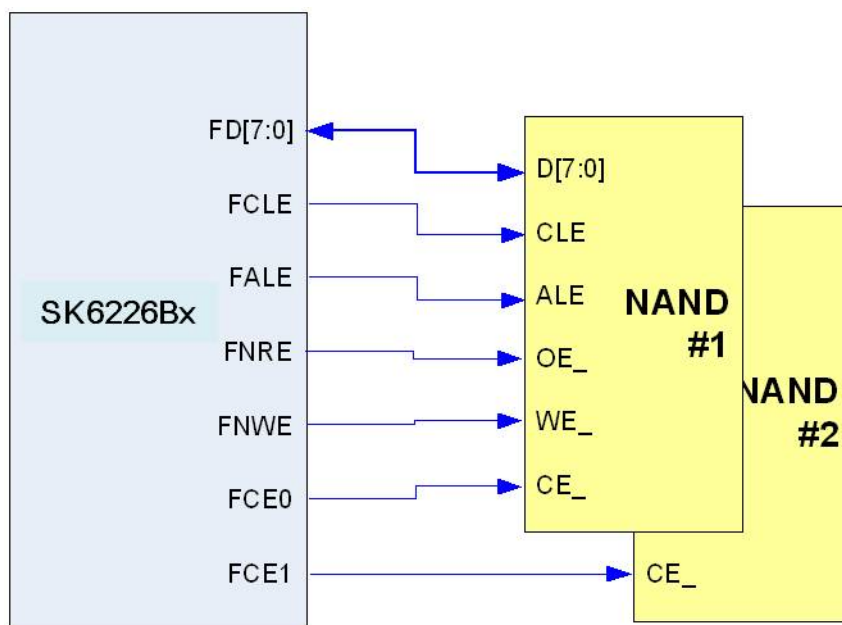 SK6226Bx
FD[7:0]
FCLE
FALE
FNRE
FNWE
FCE0
FCE1
D[7:0]
CLE
ALE
OE_
WE_
CE_
NAND
#1
NAND
#2
CE_